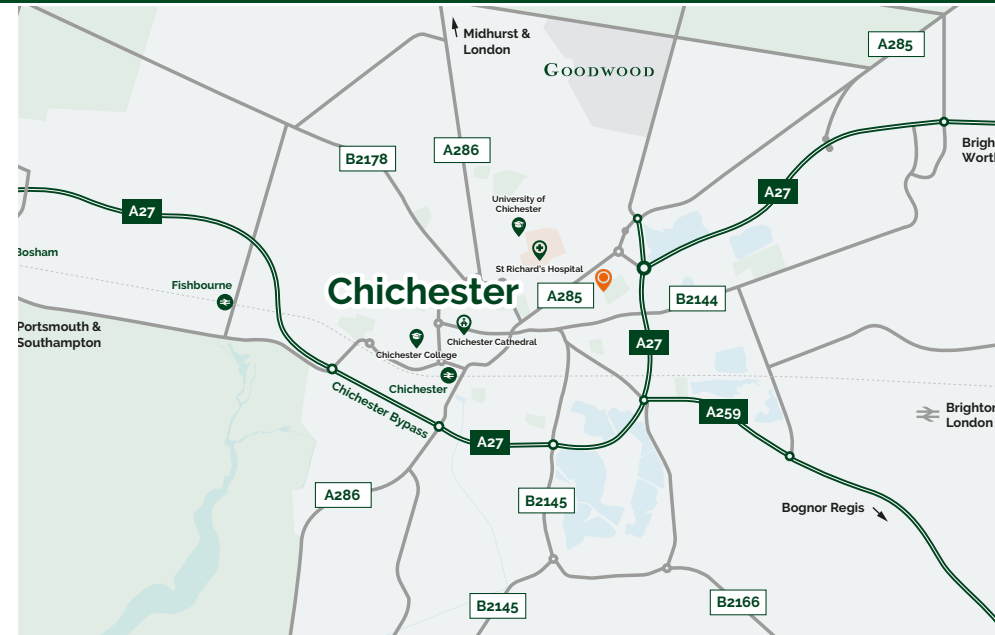 Midhurst &
London
A285
GOODWOOD
A286
B2178
Brigh
Wort
A27
University of
Chichester
A27
Bosham
St Richard's Hospital
Fishbourne
Chichester
A285
B2144
Portsmouth &
Southampton
Chichester Cathedral
A27
Chichester College
Chichester
Chichester Bypass
A259
Brighton
London
A27
A286
B2145
Bognor Regis
B2145
B2166